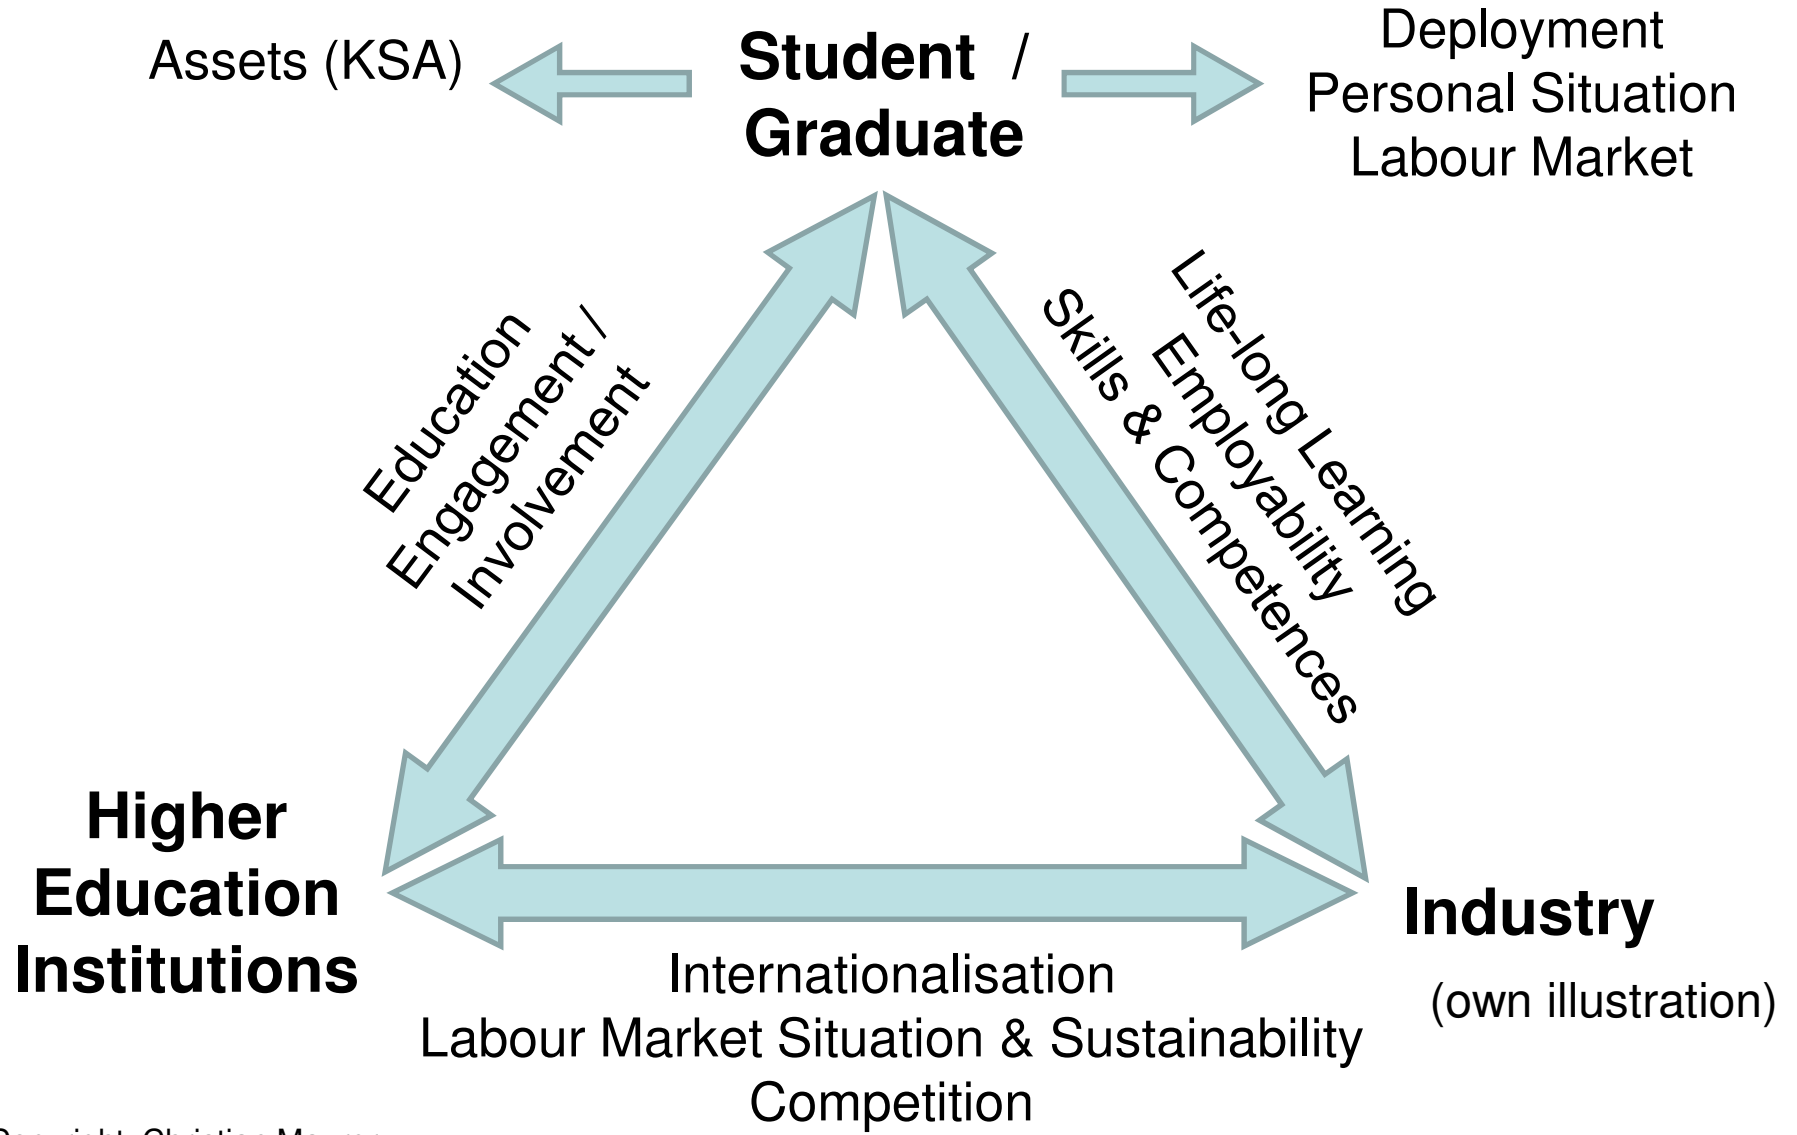 Assets (KSA)
Student /
Graduate
Deployment
Personal Situation
Labour Market
Education
Engagement /
Involvement
Life-long Learning
Employability
Skills & Competences
Higher
Education
Institutions
Industry
(own illustration)
Internationalisation
Labour Market Situation & Sustainability
Competition